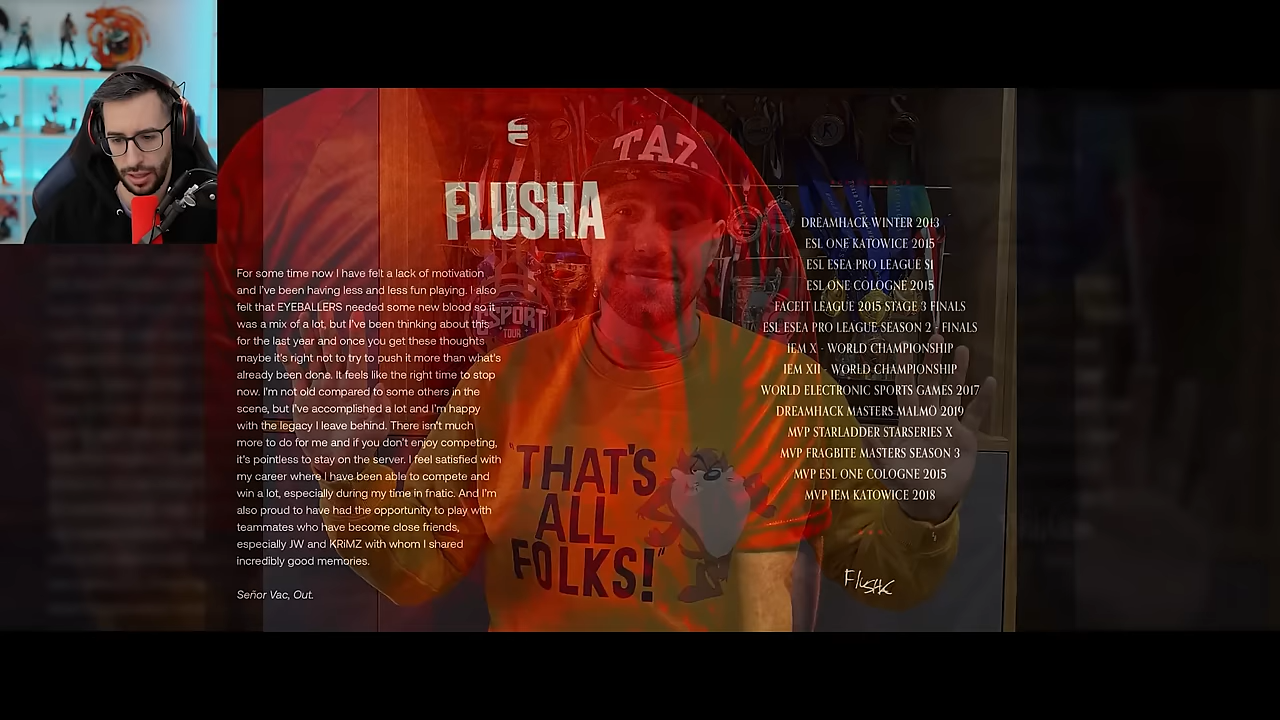 TAZ
FLUSHA
For some time now I have felt a lack of motivation
and I've been having less and less fun playing. I also
felt that EYEBALLERS needed some new blood so it
was a mix of a lot, but I've been thinking about this
for the last year and once you get these thoughts
maybe it's right not to try to push it more than what's
already been done. It feels like the right time to stop
now. I'm not old compared to some others in the
scene, but I've accomplished a lot and I'm happy
with the legacy I leave behind. There isn't much
more to do for me and if you don't enjoy competing,
it's pointless to stay on the server. I feel satisfied with
my career where I have been able to compete and
win a lot, especially during my time in fnatic. And I'm
also proud to have had the opportunity to play with
teammates who have become close friends,
especially JW and KRiMZ with whom I shared
incredibly good memories.
Señor Vac, Out.
ESPORT
TOUR
"THAT'S
ALL
FOLKS!"
DREAMHACK WINTER 2013
ESL ONE KATOWICE 2015
ESL ESEA PRO LEAGUE S1
ESL ONE COLOGNE 2015
FACEIT LEAGUE 2015 STAGE 3 FINALS
ESL ESEA PRO LEAGUE SEASON 2 - FINALS
IEM X - WORLD CHAMPIONSHIP
IEM XII - WORLD CHAMPIONSHIP
WORLD ELECTRONIC SPORTS GAMES 2017
DREAMHACK MASTERS MALMÖ 2019
MVP STARLADDER STARSERIES X
MVP FRAGBITE MASTERS SEASON 3
MVP ESL ONE COLOGNE 2015
MVP IEM KATOWICE 2018
Flusha